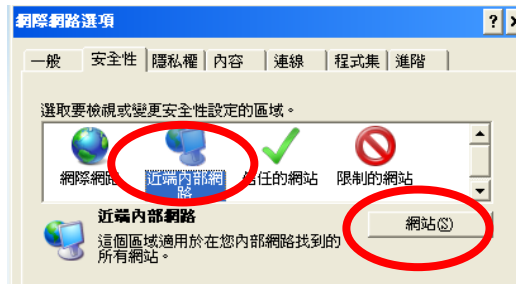 網際網路選項
?
一般 安全性 隱私權 內容 連線 程式集 進階
選取要檢視或變更安全性設定的區域。
網際網路 近端內部網路 信任的網站 限制的網站
近端內部網路
網站(S)
這個區域適用於在您內部網路找到的
所有網站。